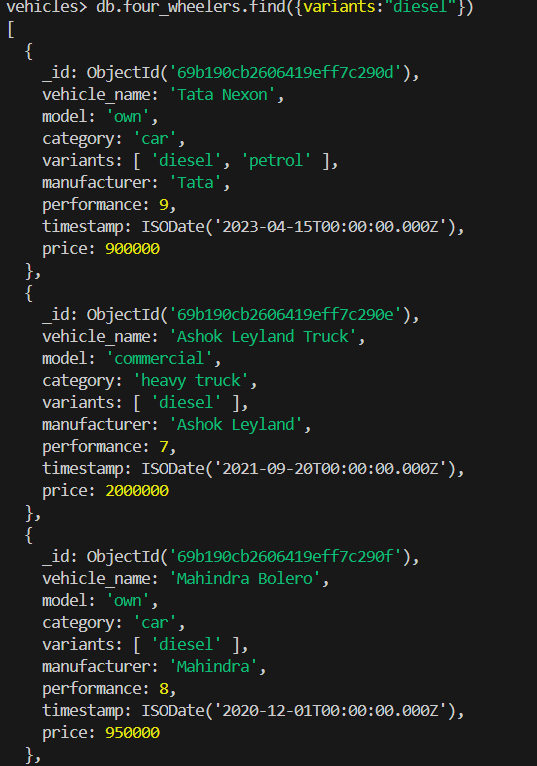 vehicles> db.four_wheelers.find({variants:"diesel"})
[
  {
    _id: ObjectId('69b190cb2606419eff7c290d'),
    vehicle_name: 'Tata Nexon',
    model: 'own',
    category: 'car',
    variants: [ 'diesel', 'petrol' ],
    manufacturer: 'Tata',
    performance: 9,
    timestamp: ISODate('2023-04-15T00:00:00.000Z'),
    price: 900000
  },
  {
    _id: ObjectId('69b190cb2606419eff7c290e'),
    vehicle_name: 'Ashok Leyland Truck',
    model: 'commercial',
    category: 'heavy truck',
    variants: [ 'diesel' ],
    manufacturer: 'Ashok Leyland',
    performance: 7,
    timestamp: ISODate('2021-09-20T00:00:00.000Z'),
    price: 2000000
  },
  {
    _id: ObjectId('69b190cb2606419eff7c290f'),
    vehicle_name: 'Mahindra Bolero',
    model: 'own',
    category: 'car',
    variants: [ 'diesel' ],
    manufacturer: 'Mahindra',
    performance: 8,
    timestamp: ISODate('2020-12-01T00:00:00.000Z'),
    price: 950000
  },